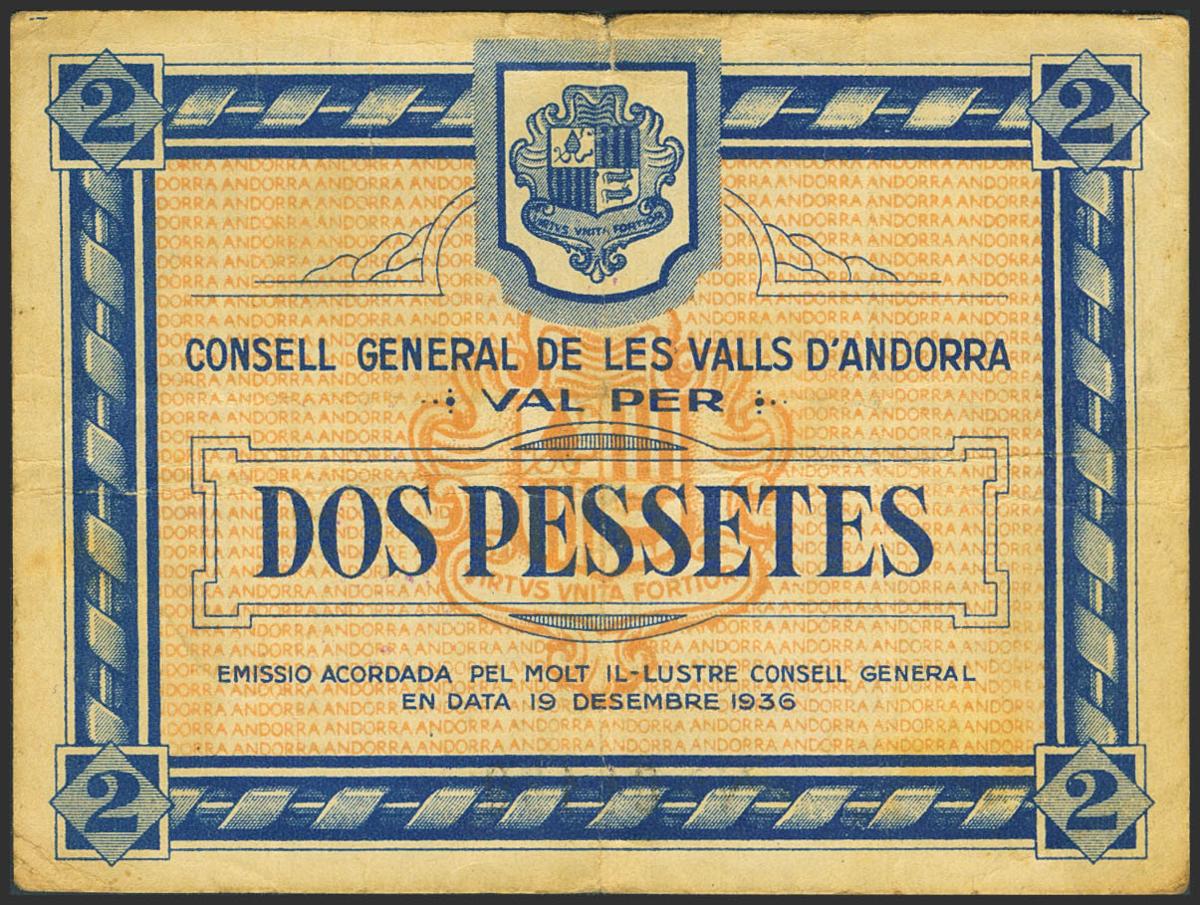 2 2
VIRTVS VNITA FORTIOR
CONSELL GENERAL DE LES VALLS D'ANDORRA
VAL PER
DOS PESSETES
VIRTVS VNITA FORTIOR
EMISSIO ACORDADA PEL MOLT IL-LUSTRE CONSELL GENERAL
EN DATA 19 DESEMBRE 1936
2 2